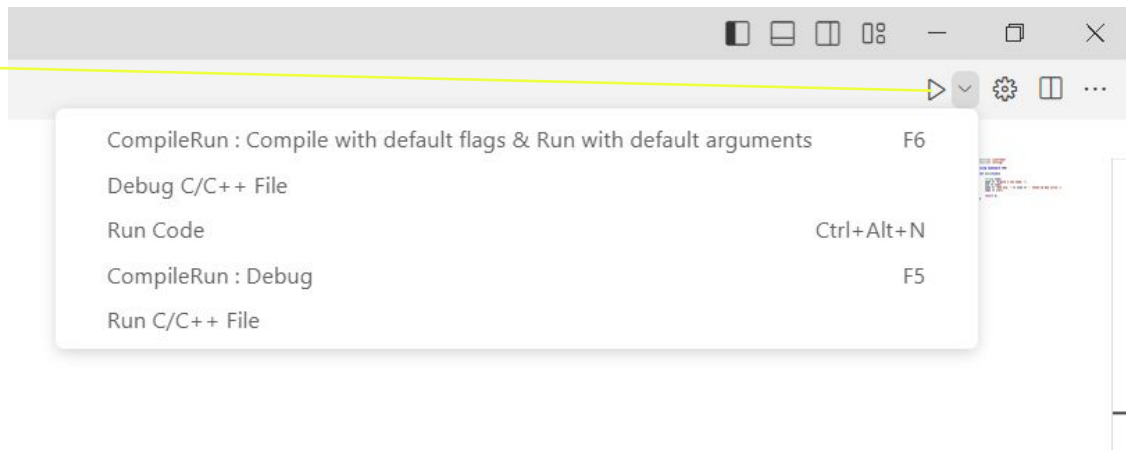 CompileRun : Compile with default flags & Run with default arguments F6
Debug C/C++ File
Run Code Ctrl+Alt+N
CompileRun : Debug F5
Run C/C++ File